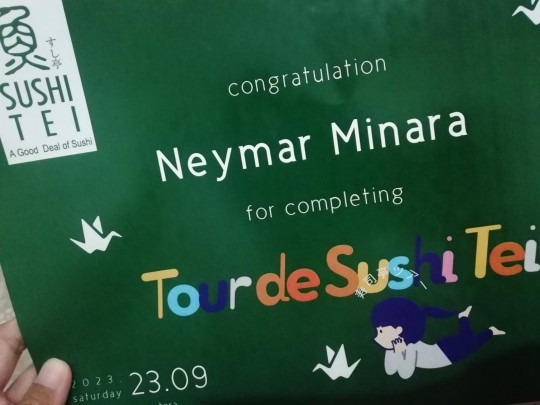 すし亭
SUSHI
TEI
A Good Deal of Sushi
congratulation
Neymar Minara
for completing
Tour de Sushi Tei
2023.
saturday
23.09